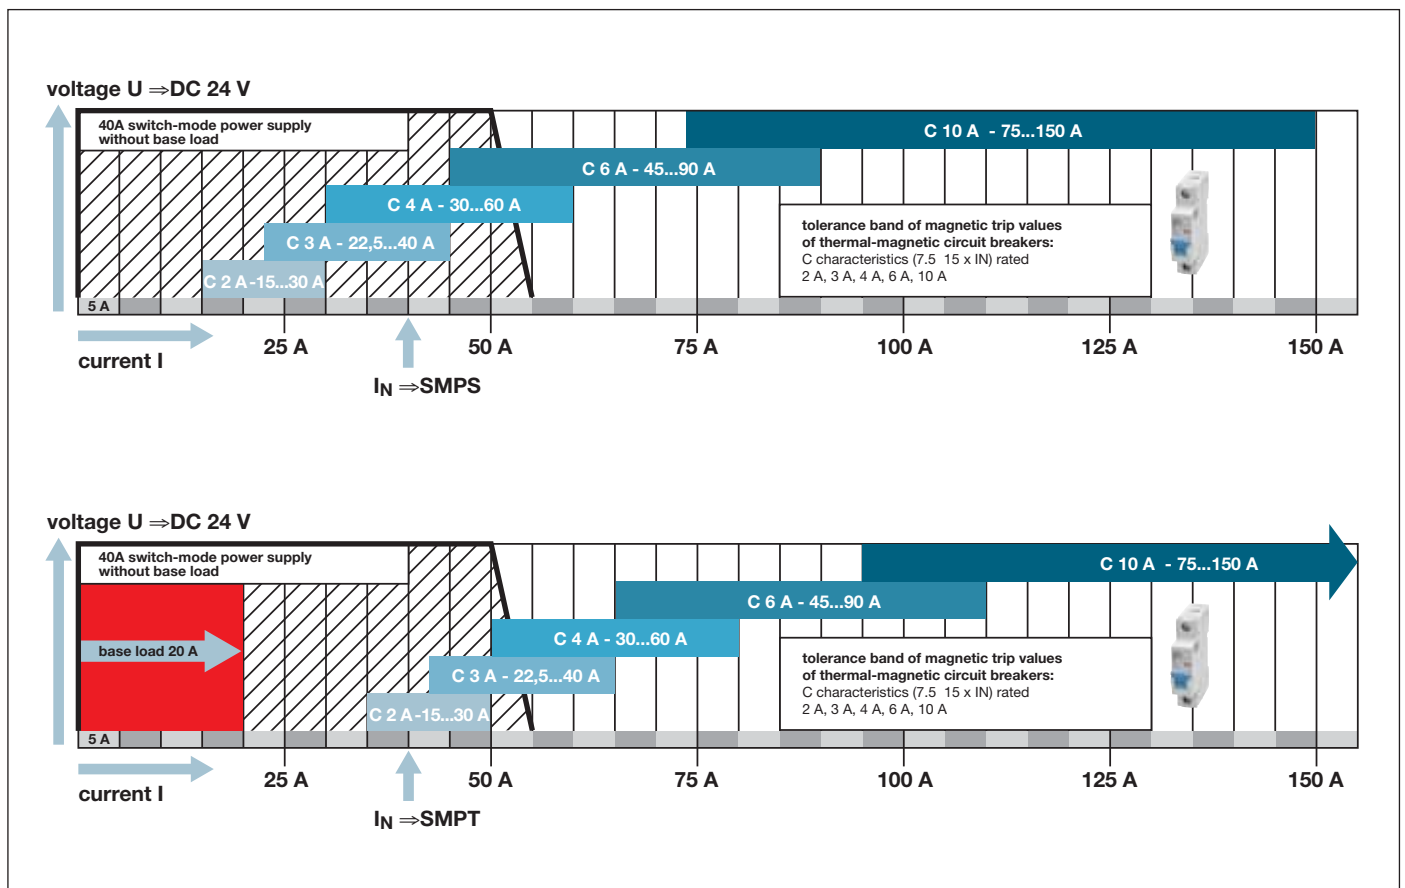 voltage U ⇒DC 24 V
40A switch-mode power supply
without base load
C 10 A - 75...150 A
C 6 A - 45...90 A
C 4 A - 30...60 A
C 3 A - 22,5...40 A
C 2 A -15...30 A
tolerance band of magnetic trip values
of thermal-magnetic circuit breakers:
C characteristics (7.5 15 x IN) rated
2 A, 3 A, 4 A, 6 A, 10 A
5 A
25 A 50 A 75 A 100 A 125 A 150 A
current I
IN ⇒SMPS
voltage U ⇒DC 24 V
40A switch-mode power supply
without base load
C 10 A - 75...150 A
C 6 A - 45...90 A
C 4 A - 30...60 A
base load 20 A
C 3 A - 22,5...40 A
C 2 A -15...30 A
tolerance band of magnetic trip values
of thermal-magnetic circuit breakers:
C characteristics (7.5 15 x IN) rated
2 A, 3 A, 4 A, 6 A, 10 A
5 A
25 A 50 A 75 A 100 A 125 A 150 A
current I
IN ⇒SMPT